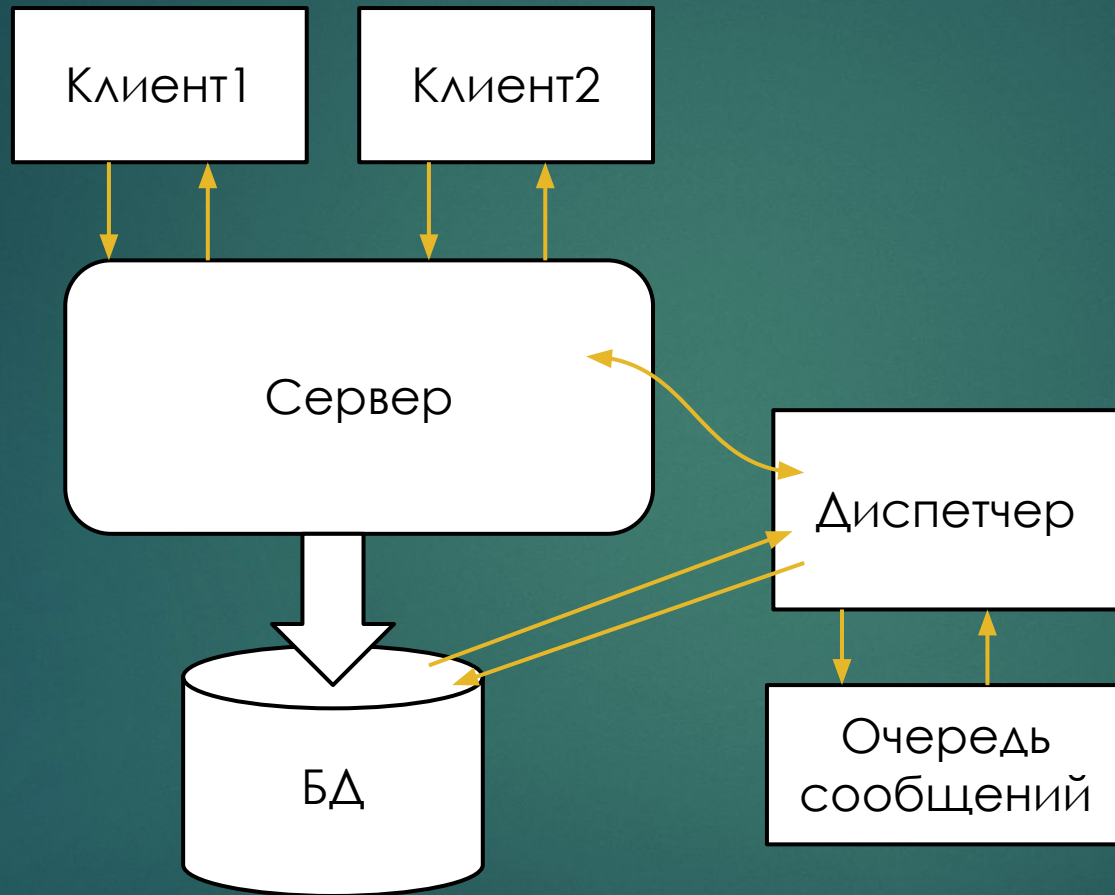 Клиент1
Клиент2
Сервер
Диспетчер
БД
Очередь
сообщений